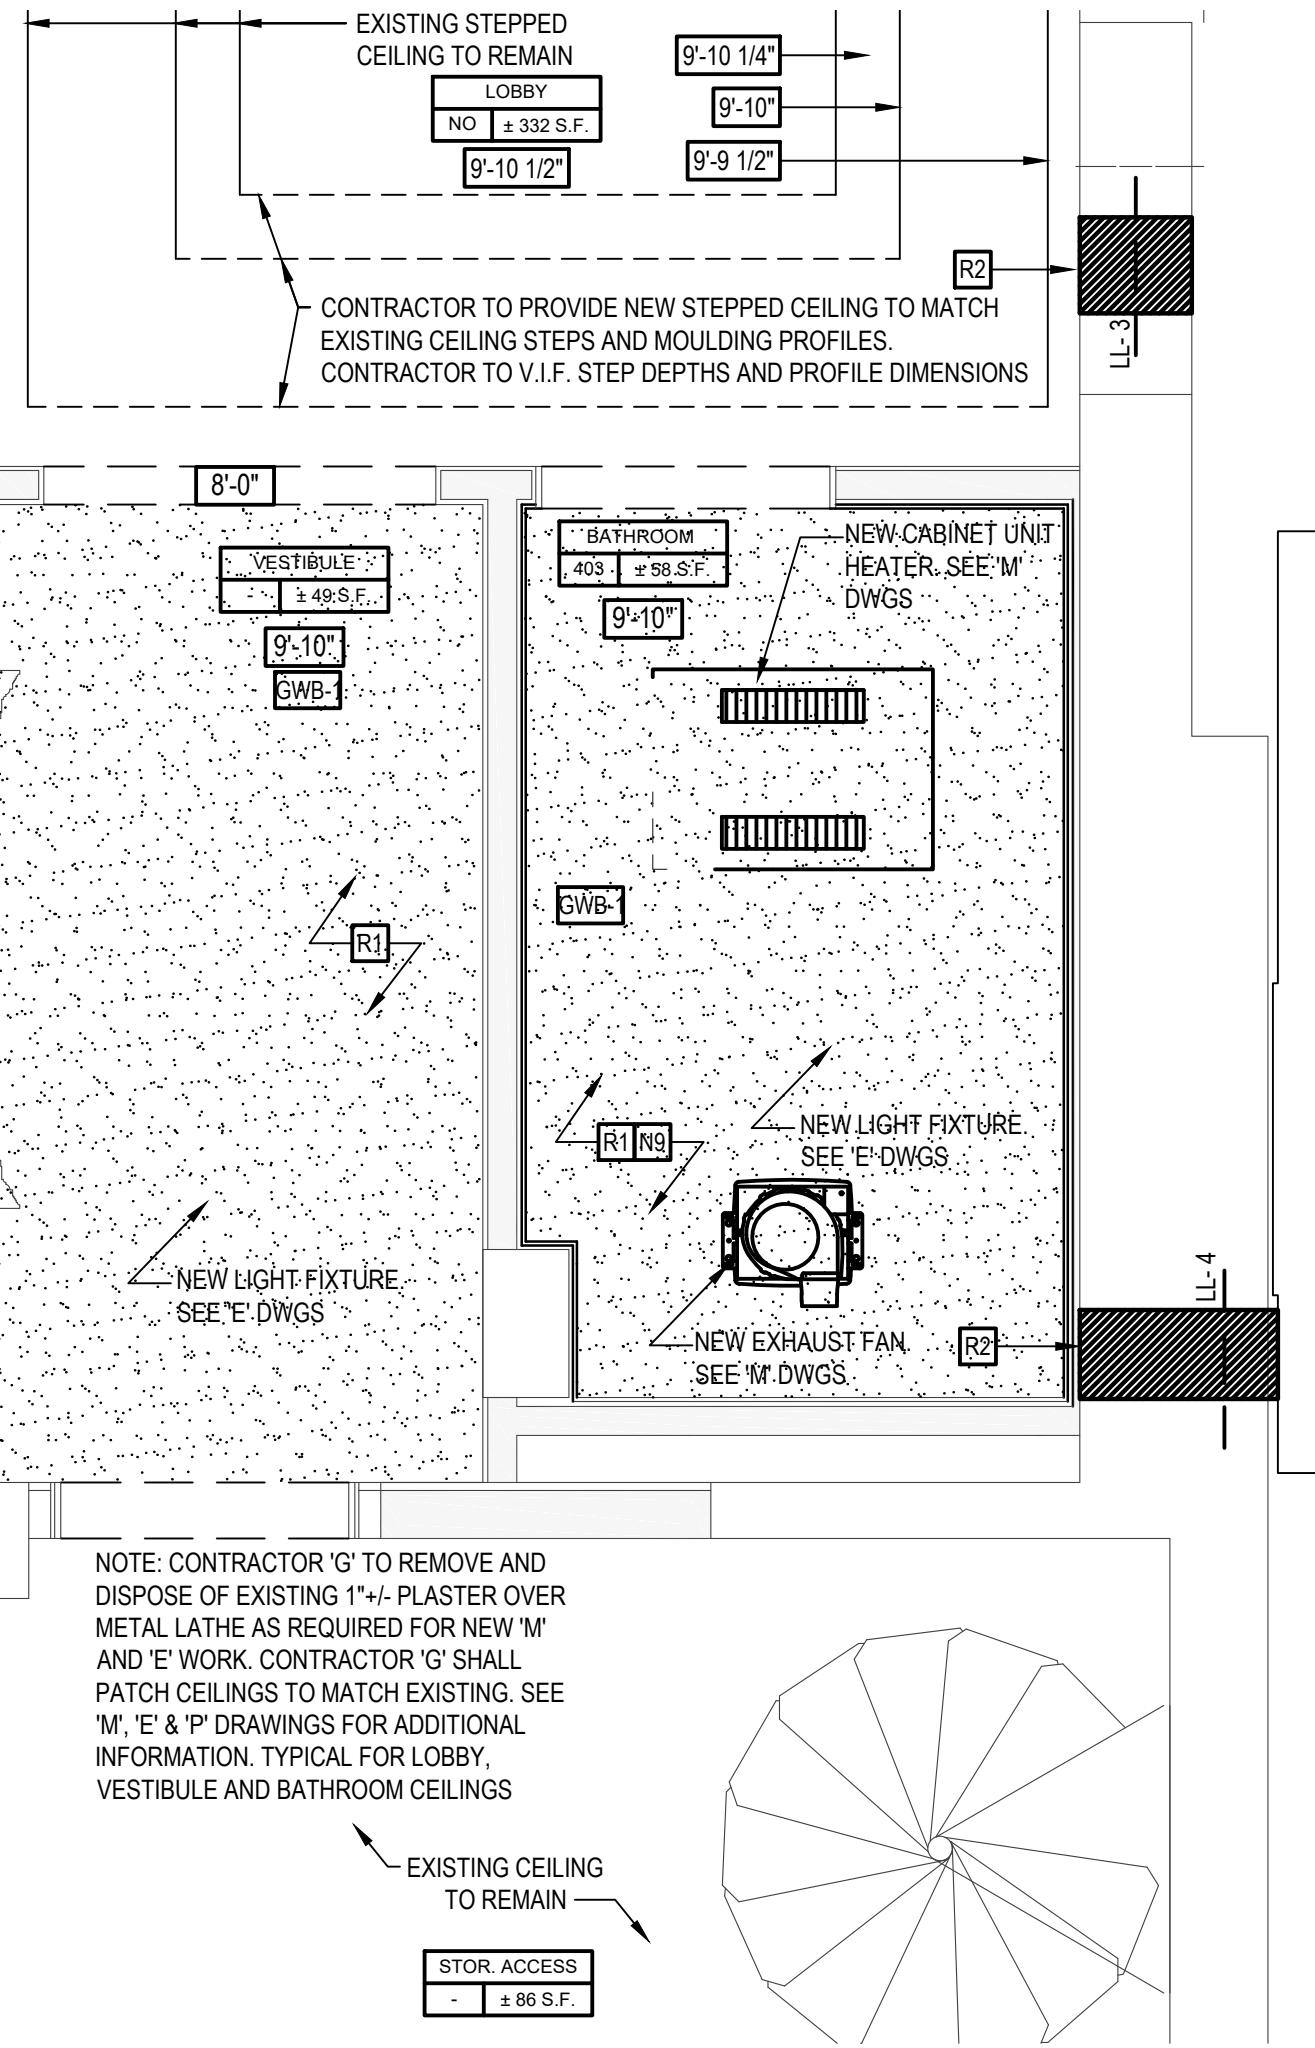 EXISTING STEPPED
CEILING TO REMAIN
LOBBY
NO ± 332 S.F.
9'-10 1/2"
9'-10 1/4"
9'-10"
9'-9 1/2"
R2
LL- 3
CONTRACTOR TO PROVIDE NEW STEPPED CEILING TO MATCH
EXISTING CEILING STEPS AND MOULDING PROFILES.
CONTRACTOR TO V.I.F. STEP DEPTHS AND PROFILE DIMENSIONS
8'-0"
VESTIBULE
- ± 49 S.F.
9'-10"
GWB-1
BATHROOM
403 ± 58 S.F.
9'-10"
NEW CABINET UNIT
HEATER. SEE 'M'
DWGS
GWB-1
R1
R1 N9
NEW LIGHT FIXTURE.
SEE 'E' DWGS
NEW LIGHT FIXTURE.
SEE 'E' DWGS
NEW EXHAUST FAN.
SEE 'M' DWGS
R2
LL- 4
NOTE: CONTRACTOR 'G' TO REMOVE AND
DISPOSE OF EXISTING 1"+/- PLASTER OVER
METAL LATHE AS REQUIRED FOR NEW 'M'
AND 'E' WORK. CONTRACTOR 'G' SHALL
PATCH CEILINGS TO MATCH EXISTING. SEE
'M', 'E' & 'P' DRAWINGS FOR ADDITIONAL
INFORMATION. TYPICAL FOR LOBBY,
VESTIBULE AND BATHROOM CEILINGS
EXISTING CEILING
TO REMAIN
STOR. ACCESS
- ± 86 S.F.